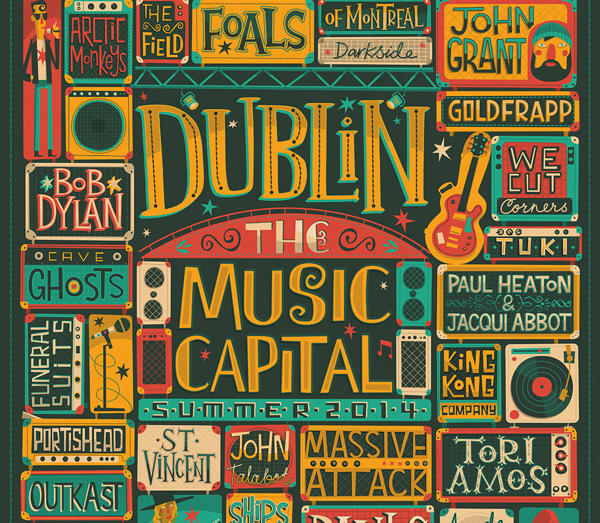 ARCTIC
MONKEYS
THE
FIELD
FOALS
OF MONTREAL
Darkside
JOHN
GRANT
DUBLIN
THE
MUSIC
CAPITAL
SUMMER 2014
GOLDFRAPP
WE
CUT
Corners
TUKI
BOB
DYLAN
CAVE
GHOSTS
PAUL HEATON
&
JACQUI ABBOT
FUNERAL
SUITS
KING
KONG
COMPANY
PORTISHEAD
OUTKAST
ST.
VINCENT
JOHN
Talabot
MASSIVE
ATTACK
TORI
AMOS
SHIPS